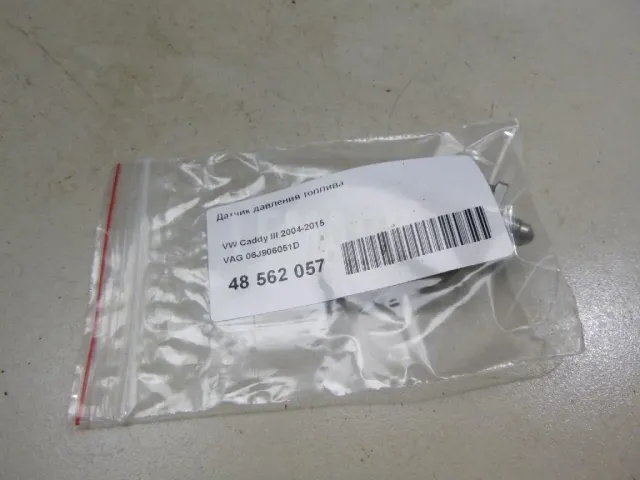 Датчик давления топлива
VW Caddy III 2004-2015
VAG 06J906051D
48 562 057